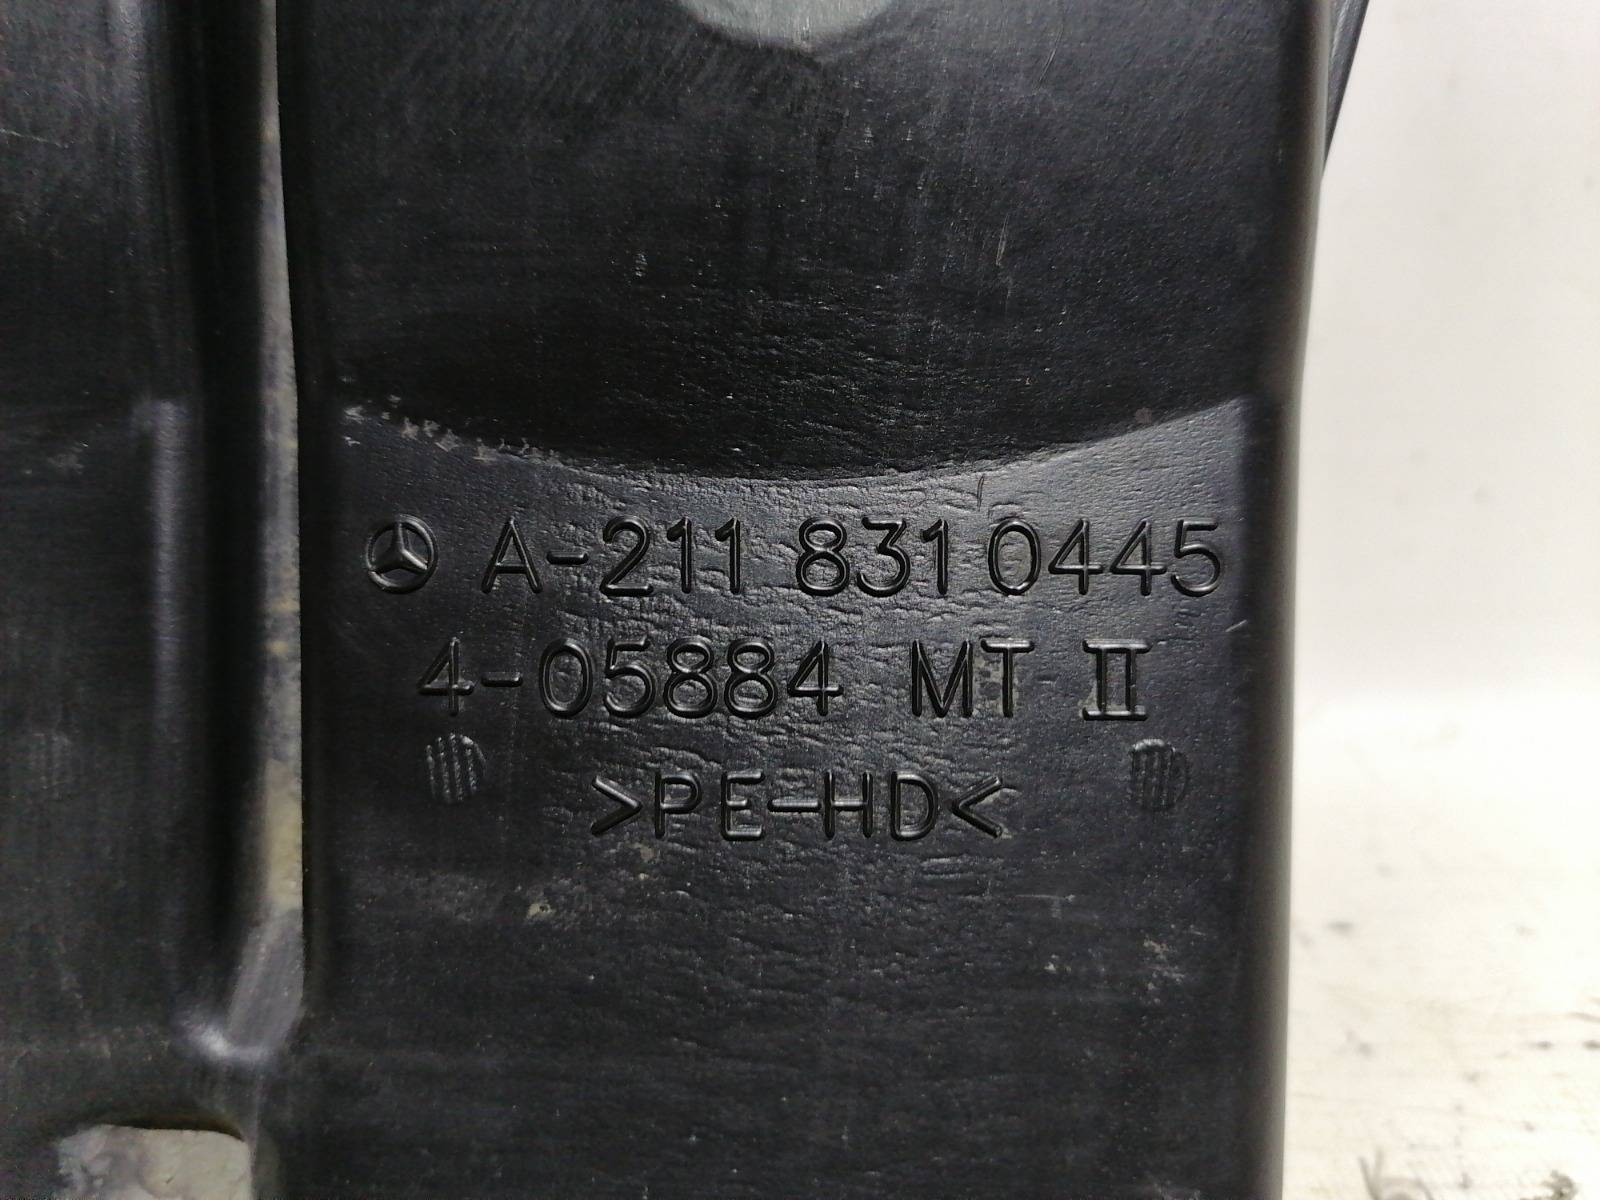 A-211 831 0445
4-05884 MT II
>PE-HD<